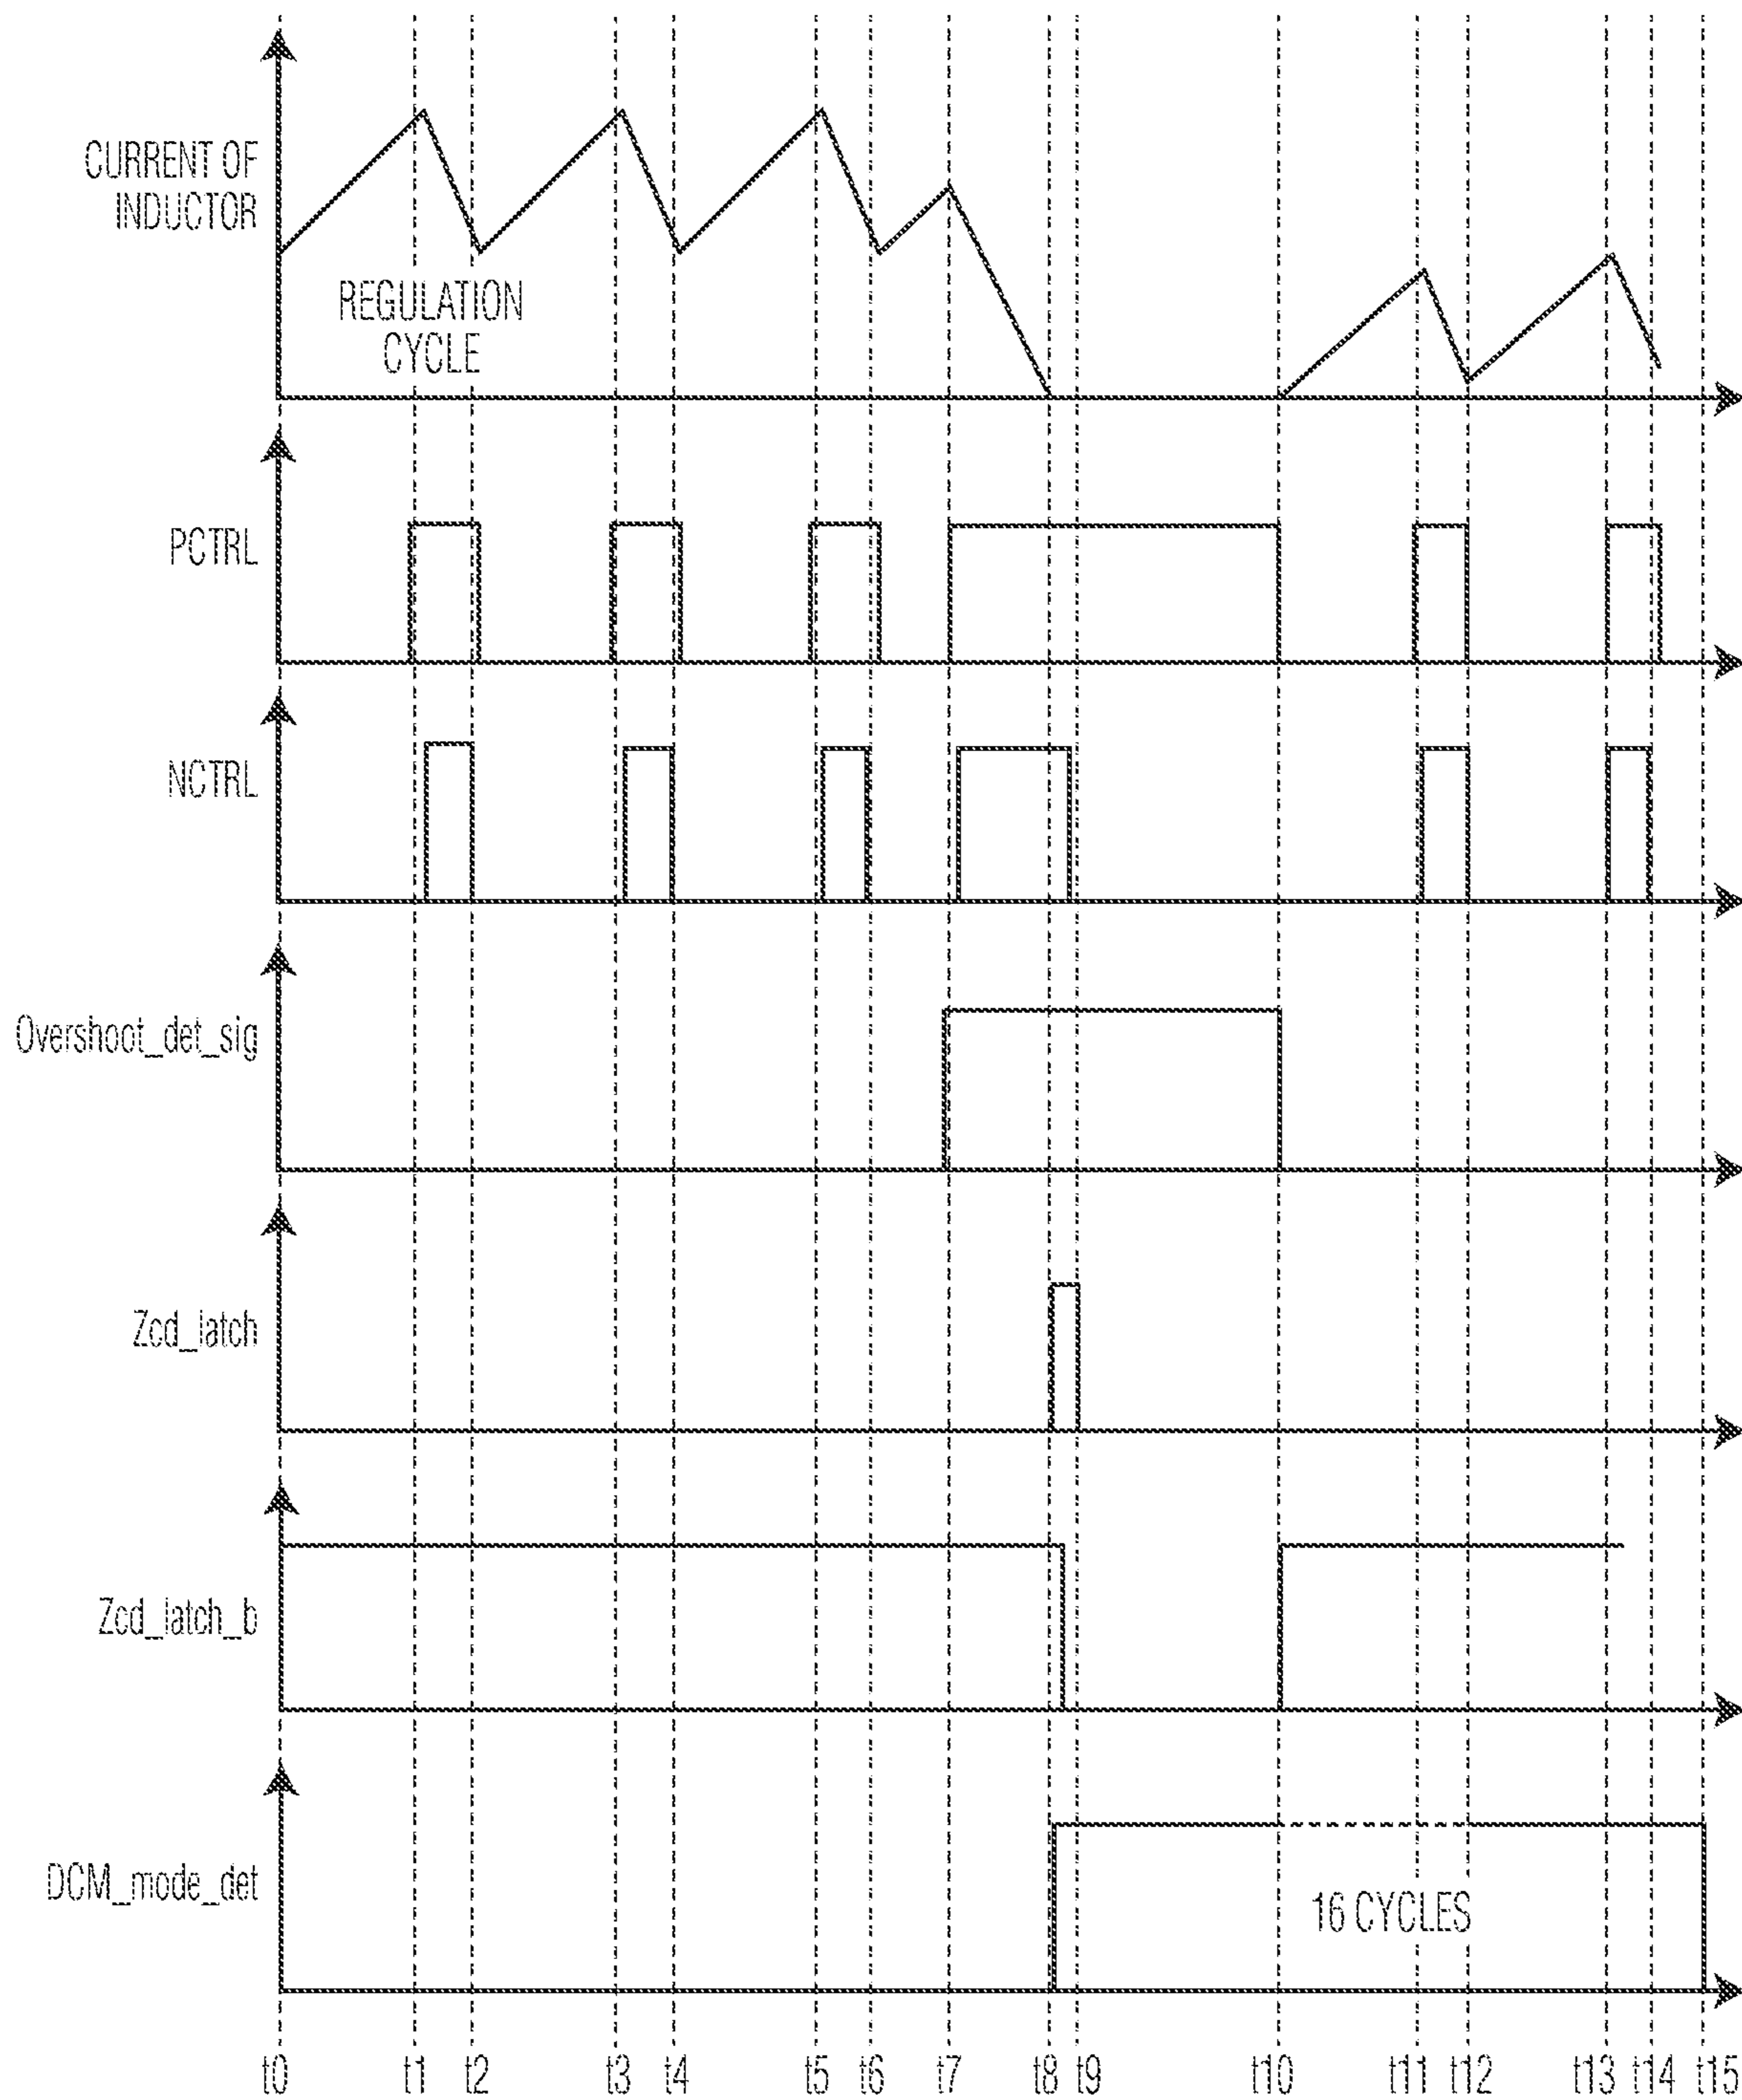 CURRENT OF
INDUCTOR
REGULATION
CYCLE
PCTRL
NCTRL
Overshoot_det_sig
Zcd_latch
Zcd_latch_b
DCM_mode_det
16 CYCLES
t0 t1 t2 t3 t4 t5 t6 t7 t8 t9 t10 t11 t12 t13 t14 t15